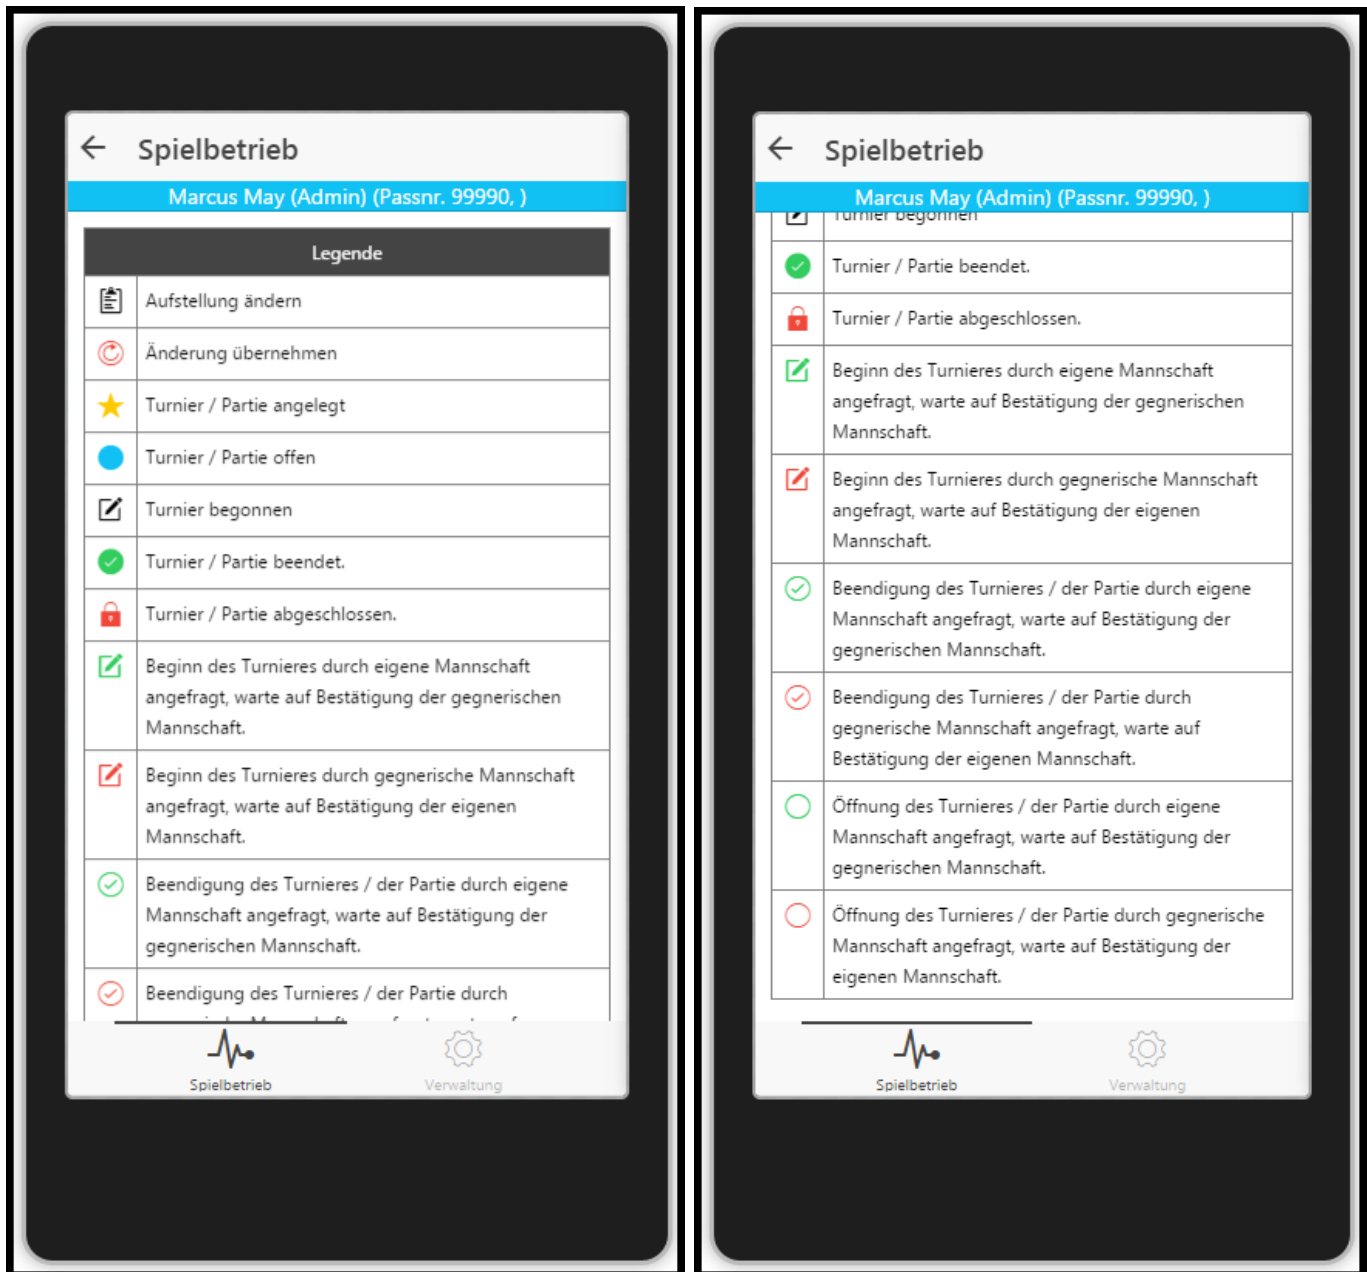 Spielbetrieb
Marcus May (Admin) (Passnr. 99990, )
Legende
Aufstellung ändern
Änderung übernehmen
Turnier / Partie angelegt
Turnier / Partie offen
Turnier begonnen
Turnier / Partie beendet.
Turnier / Partie abgeschlossen.
Beginn des Turnieres durch eigene Mannschaft
angefragt, warte auf Bestätigung der gegnerischen
Mannschaft.
Beginn des Turnieres durch gegnerische Mannschaft
angefragt, warte auf Bestätigung der eigenen
Mannschaft.
Beendigung des Turnieres / der Partie durch eigene
Mannschaft angefragt, warte auf Bestätigung der
gegnerischen Mannschaft.
Beendigung des Turnieres / der Partie durch
Spielbetrieb
Verwaltung
Spielbetrieb
Marcus May (Admin) (Passnr. 99990, )
Turnier begonnen
Turnier / Partie beendet.
Turnier / Partie abgeschlossen.
Beginn des Turnieres durch eigene Mannschaft
angefragt, warte auf Bestätigung der gegnerischen
Mannschaft.
Beginn des Turnieres durch gegnerische Mannschaft
angefragt, warte auf Bestätigung der eigenen
Mannschaft.
Beendigung des Turnieres / der Partie durch eigene
Mannschaft angefragt, warte auf Bestätigung der
gegnerischen Mannschaft.
Beendigung des Turnieres / der Partie durch
gegnerische Mannschaft angefragt, warte auf
Bestätigung der eigenen Mannschaft.
Öffnung des Turnieres / der Partie durch eigene
Mannschaft angefragt, warte auf Bestätigung der
gegnerischen Mannschaft.
Öffnung des Turnieres / der Partie durch gegnerische
Mannschaft angefragt, warte auf Bestätigung der
eigenen Mannschaft.
Spielbetrieb
Verwaltung